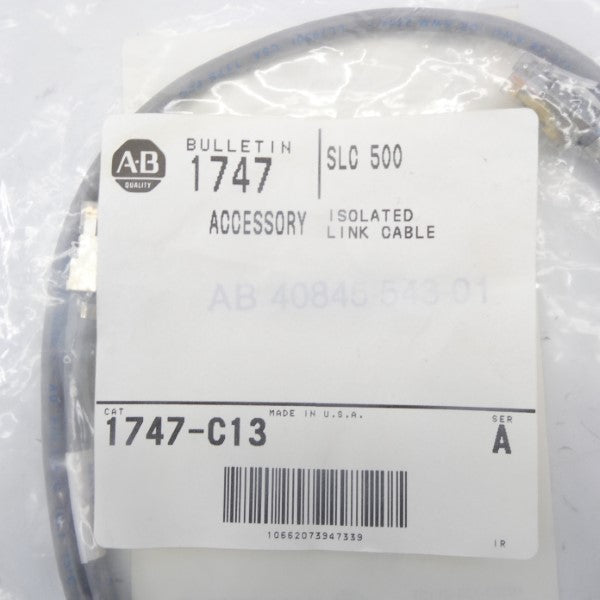 A-B
QUALITY
BULLETIN
1747
SLC 500
ACCESSORY
ISOLATED
LINK CABLE
AB 40846 543 01
CAT
1747-C13
MADE IN U.S.A.
SER
A
10662073947339
IR